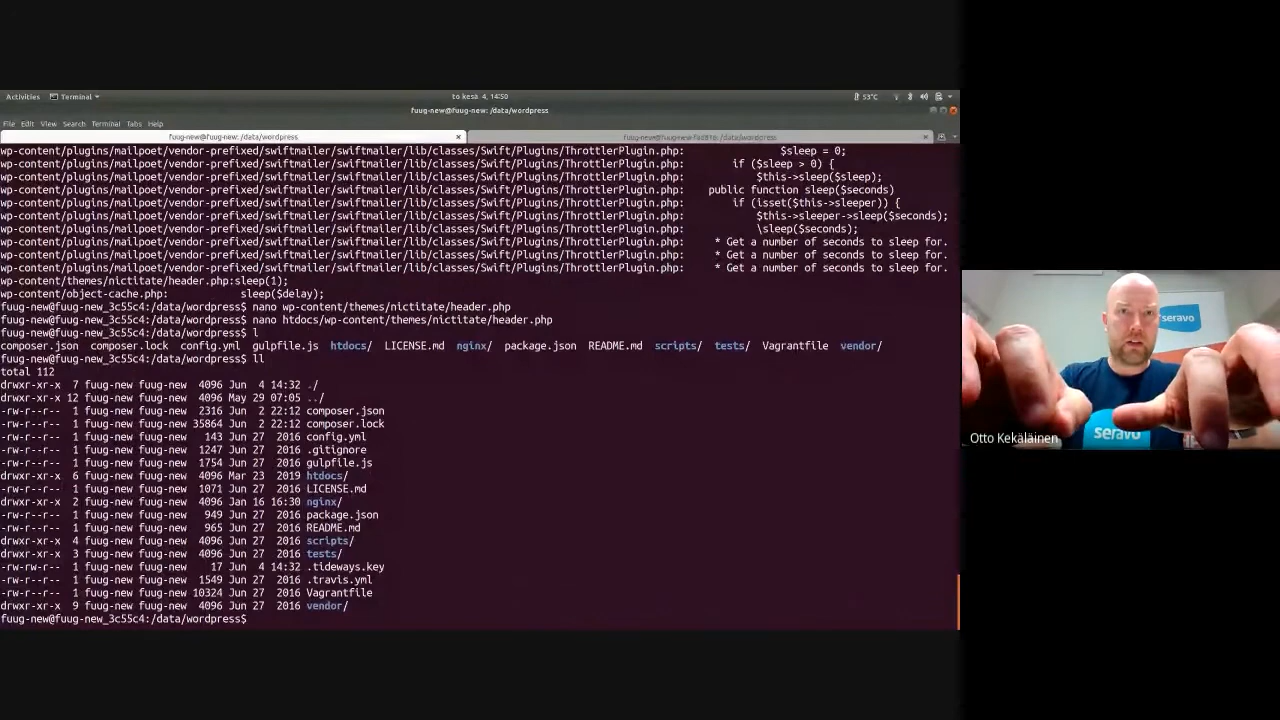 Activities Terminal to kesä 4, 14:50 53°C
fuug-new@fuug-new: /data/wordpress
File Edit View Search Terminal Tabs Help
fuug-new@fuug-new: /data/wordpress
wp-content/plugins/mailpoet/vendor-prefixed/swiftmailer/swiftmailer/lib/classes/Swift/Plugins/ThrottlerPlugin.php: $sleep = 0;
wp-content/plugins/mailpoet/vendor-prefixed/swiftmailer/swiftmailer/lib/classes/Swift/Plugins/ThrottlerPlugin.php: if ($sleep > 0) {
wp-content/plugins/mailpoet/vendor-prefixed/swiftmailer/swiftmailer/lib/classes/Swift/Plugins/ThrottlerPlugin.php: $this->sleep($sleep);
wp-content/plugins/mailpoet/vendor-prefixed/swiftmailer/swiftmailer/lib/classes/Swift/Plugins/ThrottlerPlugin.php: public function sleep($seconds)
wp-content/plugins/mailpoet/vendor-prefixed/swiftmailer/swiftmailer/lib/classes/Swift/Plugins/ThrottlerPlugin.php: if (isset($this->sleeper)) {
wp-content/plugins/mailpoet/vendor-prefixed/swiftmailer/swiftmailer/lib/classes/Swift/Plugins/ThrottlerPlugin.php: $this->sleeper->sleep($seconds);
wp-content/plugins/mailpoet/vendor-prefixed/swiftmailer/swiftmailer/lib/classes/Swift/Plugins/ThrottlerPlugin.php: \sleep($seconds);
wp-content/plugins/mailpoet/vendor-prefixed/swiftmailer/swiftmailer/lib/classes/Swift/Plugins/ThrottlerPlugin.php: * Get a number of seconds to sleep for.
wp-content/plugins/mailpoet/vendor-prefixed/swiftmailer/swiftmailer/lib/classes/Swift/Plugins/ThrottlerPlugin.php: * Get a number of seconds to sleep for.
wp-content/plugins/mailpoet/vendor-prefixed/swiftmailer/swiftmailer/lib/classes/Swift/Plugins/ThrottlerPlugin.php: * Get a number of seconds to sleep for.
wp-content/themes/nictitate/header.php:sleep(1);
wp-content/object-cache.php: sleep($delay);
fuug-new@fuug-new_3c55c4:/data/wordpress$ nano wp-content/themes/nictitate/header.php
fuug-new@fuug-new_3c55c4:/data/wordpress$ nano htdocs/wp-content/themes/nictitate/header.php
fuug-new@fuug-new_3c55c4:/data/wordpress$ l
composer.json composer.lock config.yml gulpfile.js htdocs/ LICENSE.md nginx/ package.json README.md scripts/ tests/ Vagrantfile vendor/
fuug-new@fuug-new_3c55c4:/data/wordpress$ ll
total 112
drwxr-xr-x 7 fuug-new fuug-new 4096 Jun 4 14:32 ./
drwxr-xr-x 12 fuug-new fuug-new 4096 May 29 07:05 ../
-rw-r--r-- 1 fuug-new fuug-new 2316 Jun 2 22:12 composer.json
-rw-r--r-- 1 fuug-new fuug-new 35864 Jun 2 22:12 composer.lock
-rw-r--r-- 1 fuug-new fuug-new 143 Jun 27 2016 config.yml
-rw-r--r-- 1 fuug-new fuug-new 1247 Jun 27 2016 .gitignore
-rw-r--r-- 1 fuug-new fuug-new 1754 Jun 27 2016 gulpfile.js
drwxr-xr-x 6 fuug-new fuug-new 4096 Mar 23 2019 htdocs/
-rw-r--r-- 1 fuug-new fuug-new 1071 Jun 27 2016 LICENSE.md
drwxr-xr-x 2 fuug-new fuug-new 4096 Jan 16 16:30 nginx/
-rw-r--r-- 1 fuug-new fuug-new 949 Jun 27 2016 package.json
-rw-r--r-- 1 fuug-new fuug-new 965 Jun 27 2016 README.md
drwxr-xr-x 4 fuug-new fuug-new 4096 Jun 27 2016 scripts/
drwxr-xr-x 3 fuug-new fuug-new 4096 Jun 27 2016 tests/
-rw-rw-r-- 1 fuug-new fuug-new 17 Jun 4 14:32 .tideways.key
-rw-r--r-- 1 fuug-new fuug-new 1549 Jun 27 2016 .travis.yml
-rw-r--r-- 1 fuug-new fuug-new 10324 Jun 27 2016 Vagrantfile
drwxr-xr-x 9 fuug-new fuug-new 4096 Jun 27 2016 vendor/
fuug-new@fuug-new_3c55c4:/data/wordpress$
seravo
seravo
Otto Kekäläinen